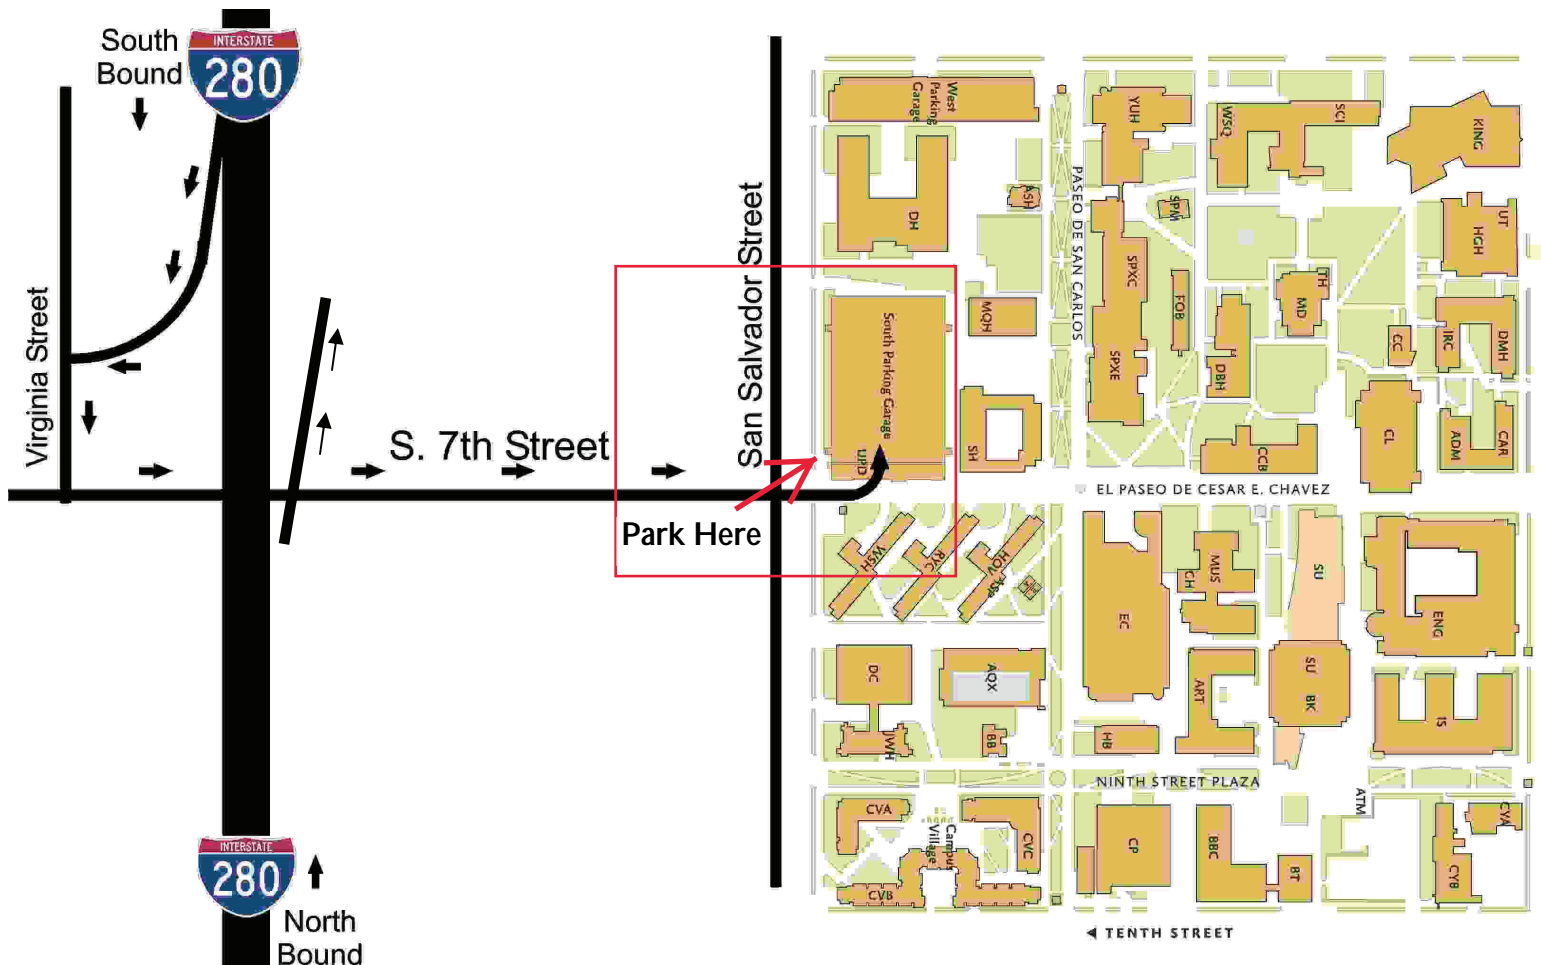 South
Bound
INTERSTATE
280
Virginia Street
S. 7th Street
San Salvador Street
Park Here
INTERSTATE
280
North
Bound
West
Parking
Garage
DH
ASH
South Parking Garage
UPD
MQH
SH
PASEO DE SAN CARLOS
YUH
SPXC
SPXE
SPM
FOB
WSQ
SCI
KING
UT
HGH
TH
MD
DBH
CCB
CC
IRC
DMH
CL
ADM
CAR
EL PASEO DE CESAR E. CHAVEZ
WSH
RYC
HOV
ASP
DC
JWH
AQX
BB
EC
MUS
CH
ART
HB
SU
SU
BK
ENG
IS
NINTH STREET PLAZA
CVA
CVB
CVC
Campus
Village
CP
BBC
BT
ATM
CYA
CYB
TENTH STREET